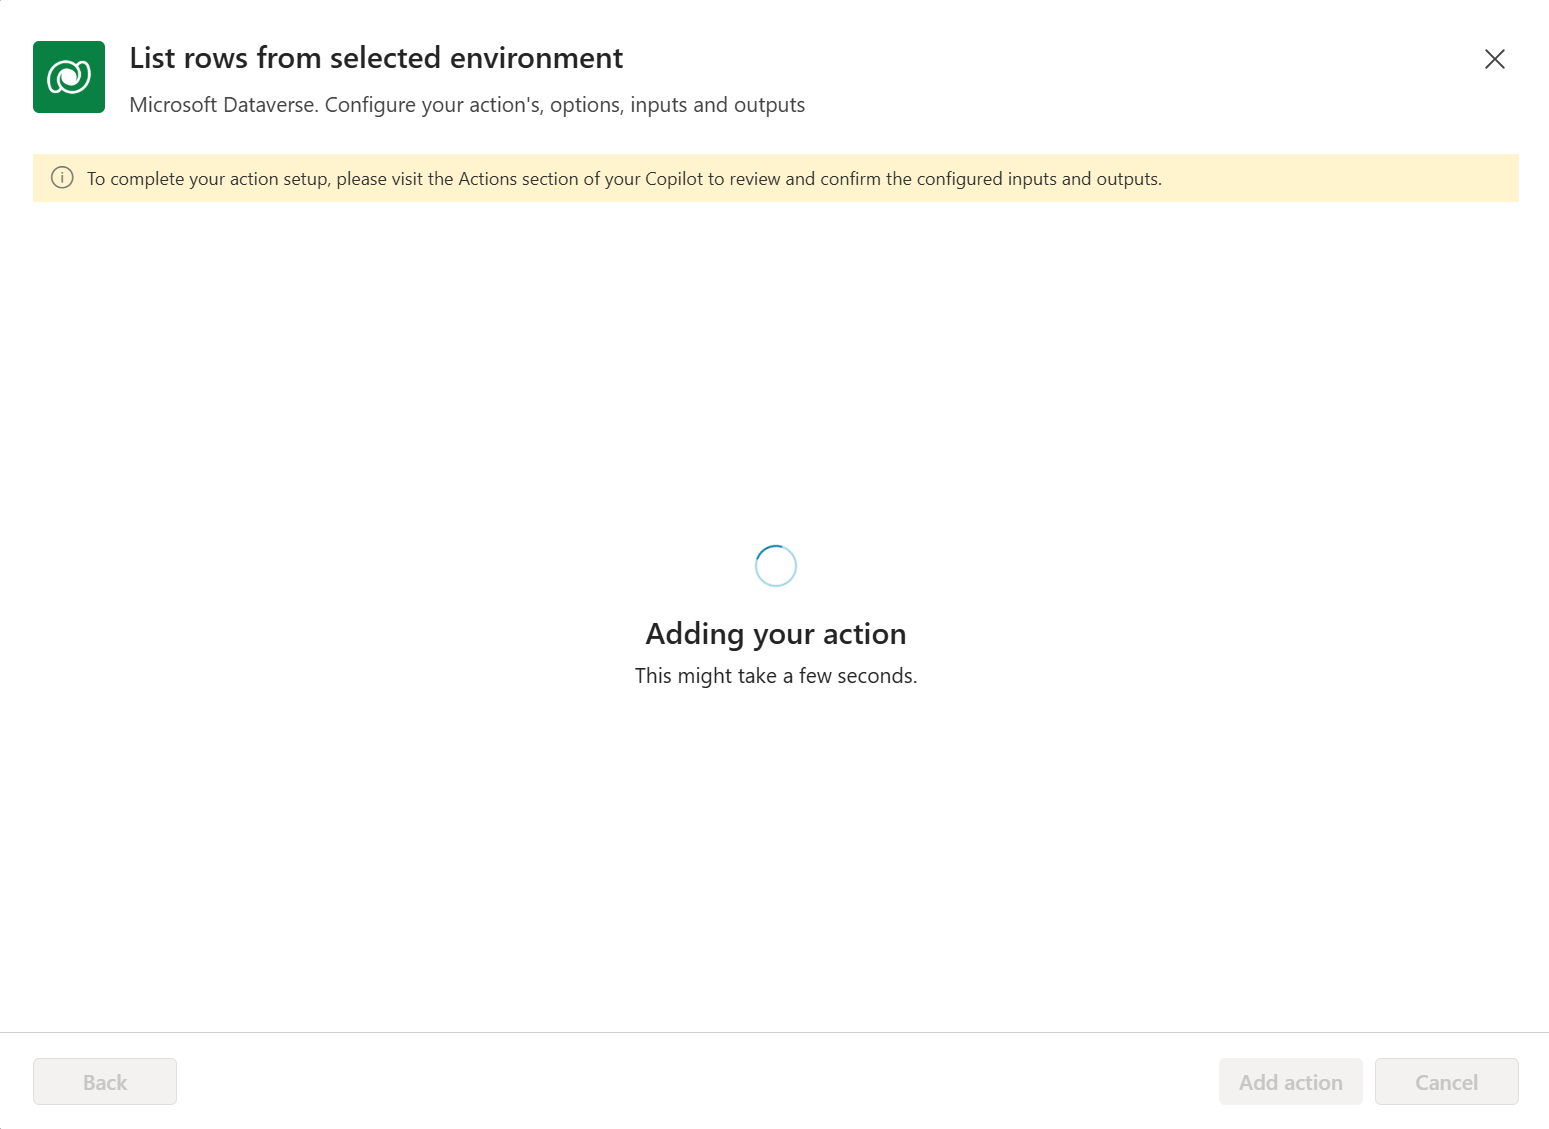 List rows from selected environment
Microsoft Dataverse. Configure your action's, options, inputs and outputs
To complete your action setup, please visit the Actions section of your Copilot to review and confirm the configured inputs and outputs.
Adding your action
This might take a few seconds.
Back
Add action
Cancel